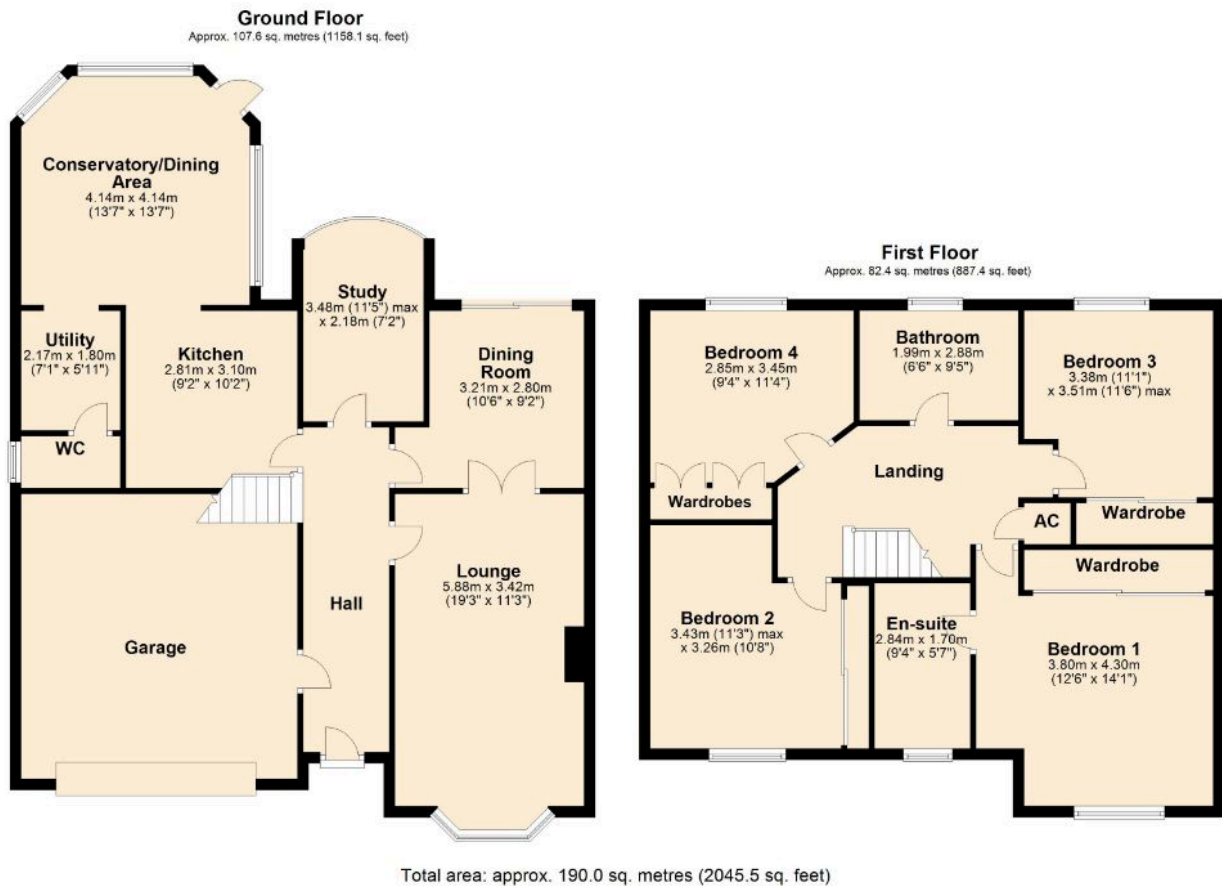 Ground Floor
Approx. 107.6 sq. metres (1158.1 sq. feet)
Conservatory/Dining
Area
4.14m x 4.14m
(13'7" x 13'7")
Study
3.48m (11'5") max
x 2.18m (7'2")
Utility
2.17m x 1.80m
(7'1" x 5'11")
Kitchen
2.81m x 3.10m
(9'2" x 10'2")
Dining
Room
3.21m x 2.80m
(10'6" x 9'2")
WC
Lounge
5.88m x 3.42m
(19'3" x 11'3")
Hall
Garage
First Floor
Approx. 82.4 sq. metres (887.4 sq. feet)
Bedroom 4
2.85m x 3.45m
(9'4" x 11'4")
Bathroom
1.99m x 2.88m
(6'6" x 9'5")
Bedroom 3
3.38m (11'1")
x 3.51m (11'6") max
Landing
Wardrobes
AC
Wardrobe
Wardrobe
Bedroom 2
3.43m (11'3") max
x 3.26m (10'8")
En-suite
2.84m x 1.70m
(9'4" x 5'7")
Bedroom 1
3.80m x 4.30m
(12'6" x 14'1")
Total area: approx. 190.0 sq. metres (2045.5 sq. feet)